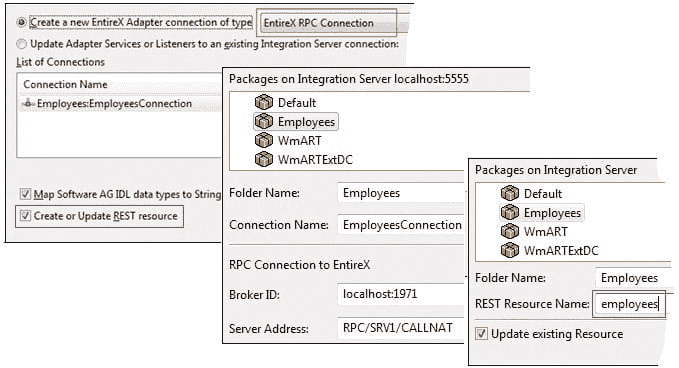 Create a new EntireX Adapter connection of type EntireX RPC Connection
Update Adapter Services or Listeners to an existing Integration Server connection:
List of Connections
Connection Name
Employees:EmployeesConnection
Map Software AG IDL data types to String
Create or Update REST resource
Packages on Integration Server localhost:5555
Default
Employees
WmART
WmARTExtDC
Folder Name: Employees
Connection Name: EmployeesConnection
RPC Connection to EntireX
Broker ID: localhost:1971
Server Address: RPC/SRV1/CALLNAT
Packages on Integration Server
Default
Employees
WmART
WmARTExtDC
Folder Name: Employees
REST Resource Name: employees
Update existing Resource